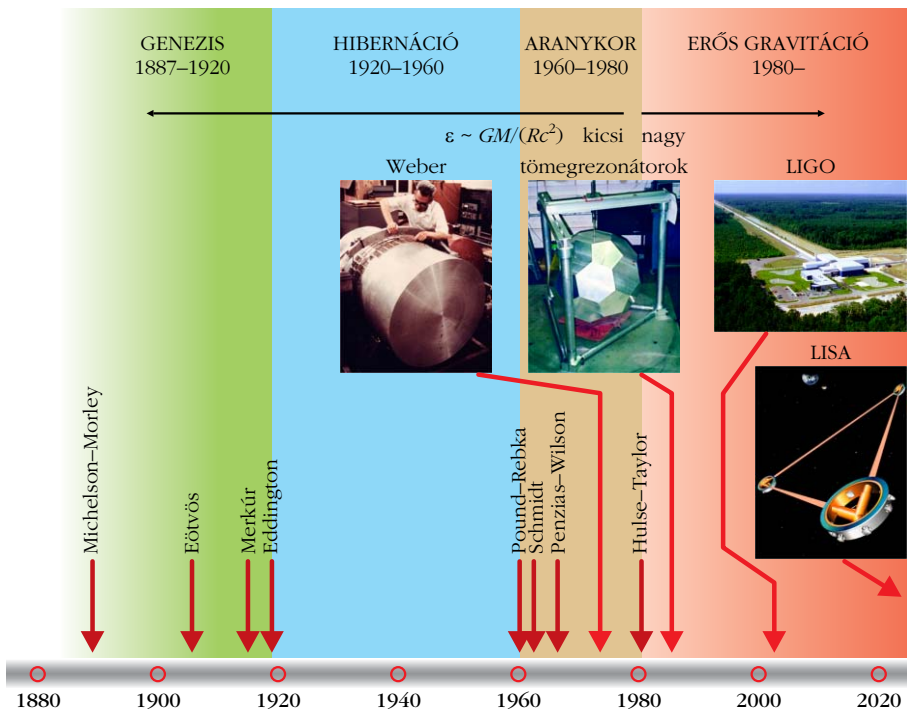 GENEZIS
1887–1920
HIBERNÁCIÓ
1920–1960
ARANYKOR
1960–1980
ERŐS GRAVITÁCIÓ
1980–
ε ~ GM/(Rc²) kicsi nagy
Weber
tömegrezonátorok
LIGO
LISA
Michelson–Morley
Eötvös
Merkúr
Eddington
Pound–Rebka
Schmidt
Penzias–Wilson
Hulse–Taylor
1880 1900 1920 1940 1960 1980 2000 2020